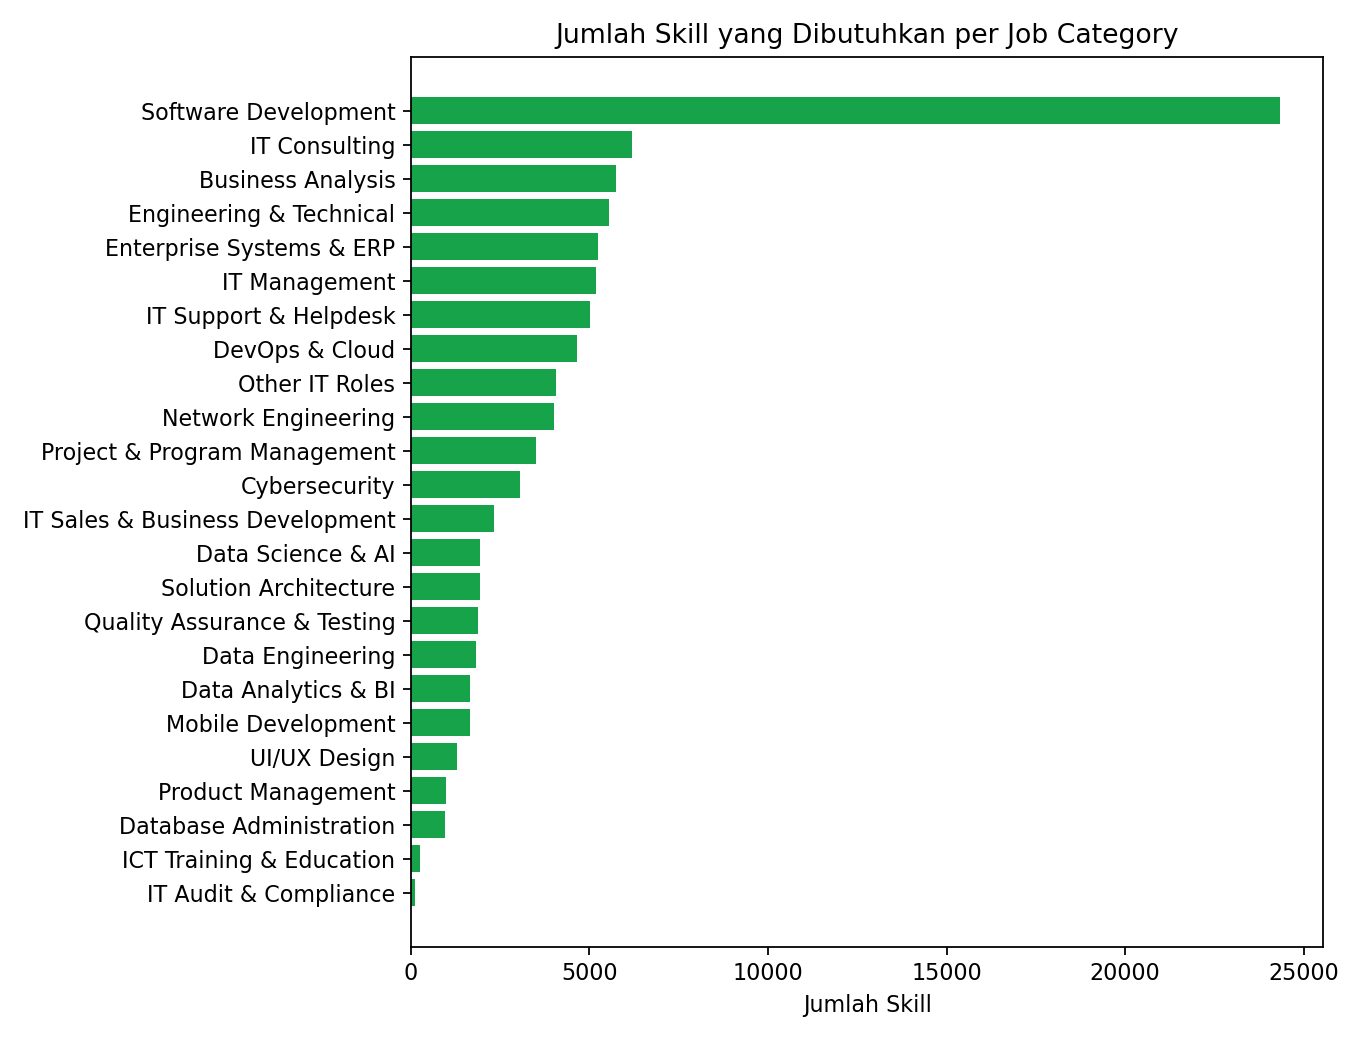 Jumlah Skill yang Dibutuhkan per Job Category
Software Development
IT Consulting
Business Analysis
Engineering & Technical
Enterprise Systems & ERP
IT Management
IT Support & Helpdesk
DevOps & Cloud
Other IT Roles
Network Engineering
Project & Program Management
Cybersecurity
IT Sales & Business Development
Data Science & AI
Solution Architecture
Quality Assurance & Testing
Data Engineering
Data Analytics & BI
Mobile Development
UI/UX Design
Product Management
Database Administration
ICT Training & Education
IT Audit & Compliance
0 5000 10000 15000 20000 25000
Jumlah Skill